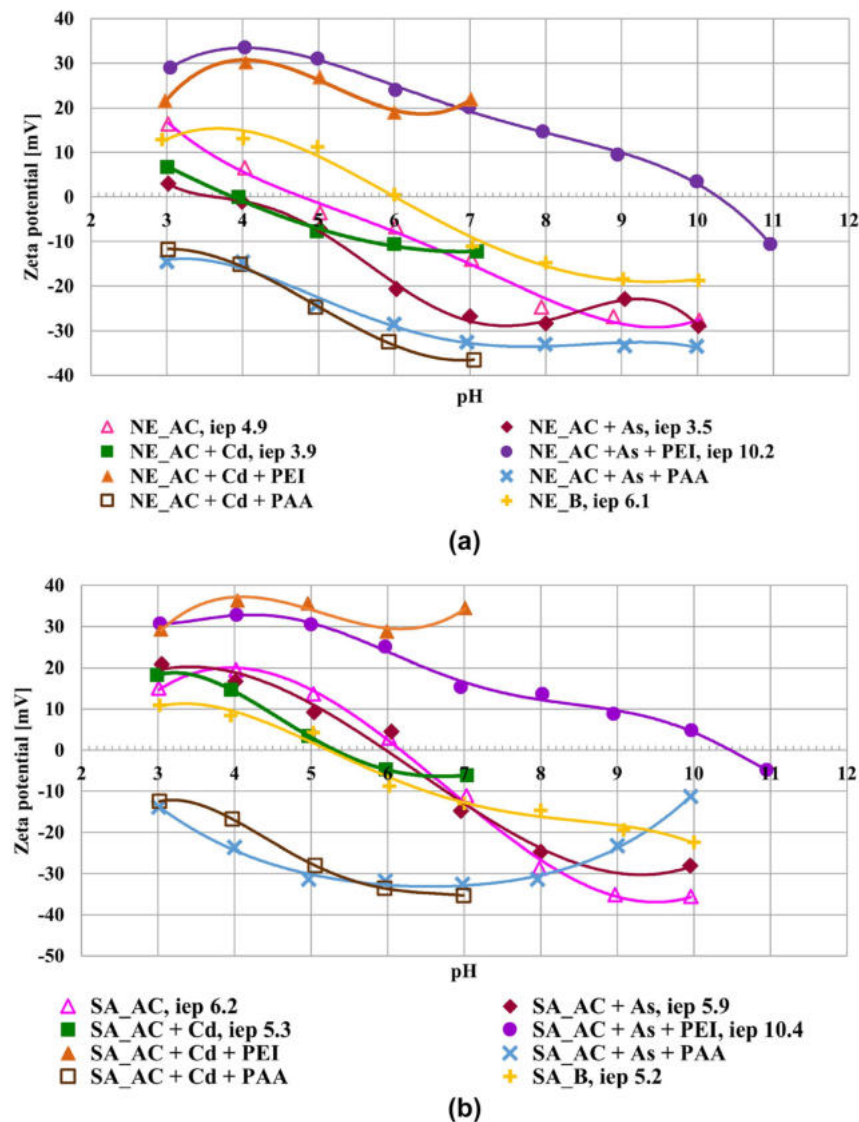 40
30
20
10
0
-10
-20
-30
-40
Zeta potential [mV]
2 3 4 5 6 7 8 9 10 11 12
pH
NE_AC, iep 4.9
NE_AC + As, iep 3.5
NE_AC + Cd, iep 3.9
NE_AC +As + PEI, iep 10.2
NE_AC + Cd + PEI
NE_AC + As + PAA
NE_AC + Cd + PAA
NE_B, iep 6.1
(a)
40
30
20
10
0
-10
-20
-30
-40
-50
Zeta potential [mV]
2 3 4 5 6 7 8 9 10 11 12
pH
SA_AC, iep 6.2
SA_AC + As, iep 5.9
SA_AC + Cd, iep 5.3
SA_AC + As + PEI, iep 10.4
SA_AC + Cd + PEI
SA_AC + As + PAA
SA_AC + Cd + PAA
SA_B, iep 5.2
(b)